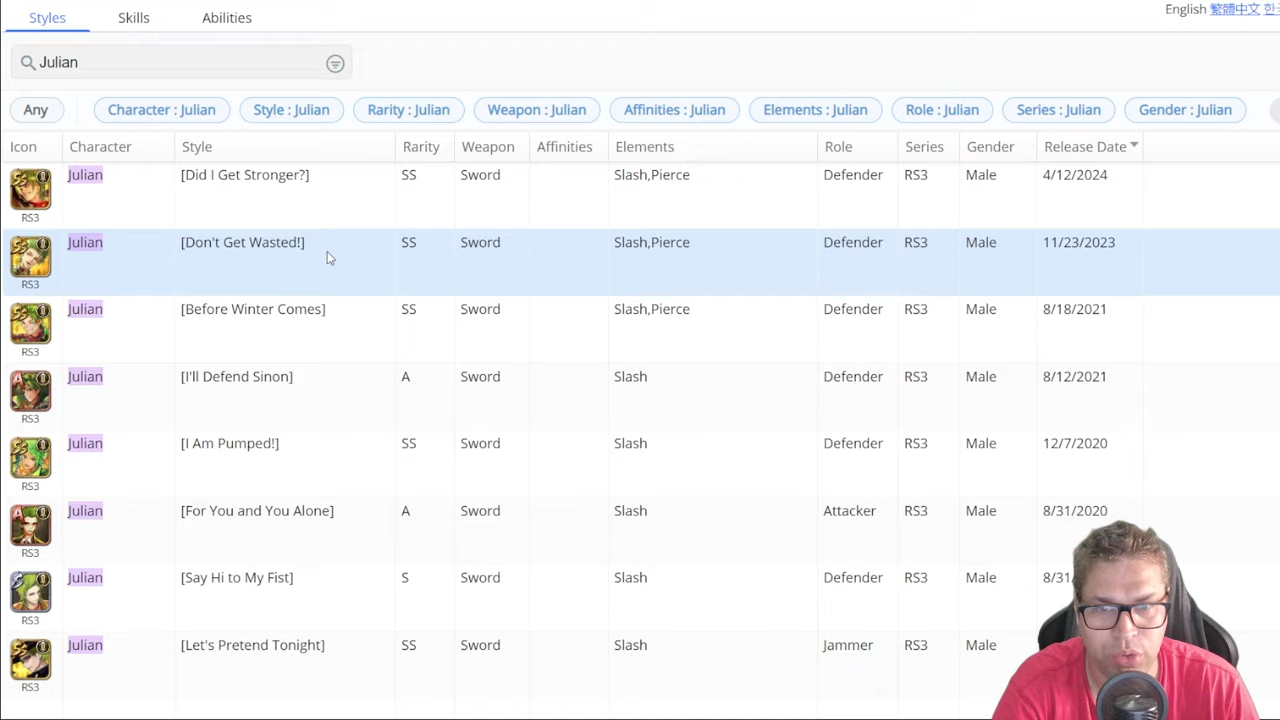 Styles Skills Abilities English 繁體中文
Julian
Any Character : Julian Style : Julian Rarity : Julian Weapon : Julian Affinities : Julian Elements : Julian Role : Julian Series : Julian Gender : Julian
Icon Character Style Rarity Weapon Affinities Elements Role Series Gender Release Date
Julian [Did I Get Stronger?] SS Sword Slash,Pierce Defender RS3 Male 4/12/2024
RS3
Julian [Don't Get Wasted!] SS Sword Slash,Pierce Defender RS3 Male 11/23/2023
RS3
Julian [Before Winter Comes] SS Sword Slash,Pierce Defender RS3 Male 8/18/2021
RS3
Julian [I'll Defend Sinon] A Sword Slash Defender RS3 Male 8/12/2021
RS3
Julian [I Am Pumped!] SS Sword Slash Defender RS3 Male 12/7/2020
RS3
Julian [For You and You Alone] A Sword Slash Attacker RS3 Male 8/31/2020
RS3
Julian [Say Hi to My Fist] S Sword Slash Defender RS3 Male 8/31/
RS3
Julian [Let's Pretend Tonight] SS Sword Slash Jammer RS3 Male
RS3